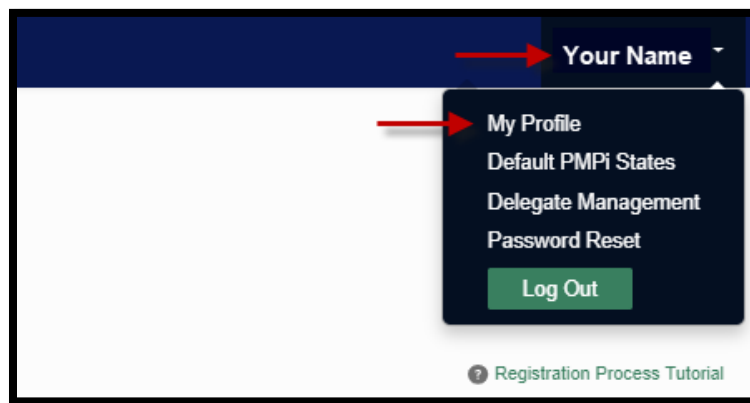 Your Name
My Profile
Default PMPi States
Delegate Management
Password Reset
Log Out
? Registration Process Tutorial